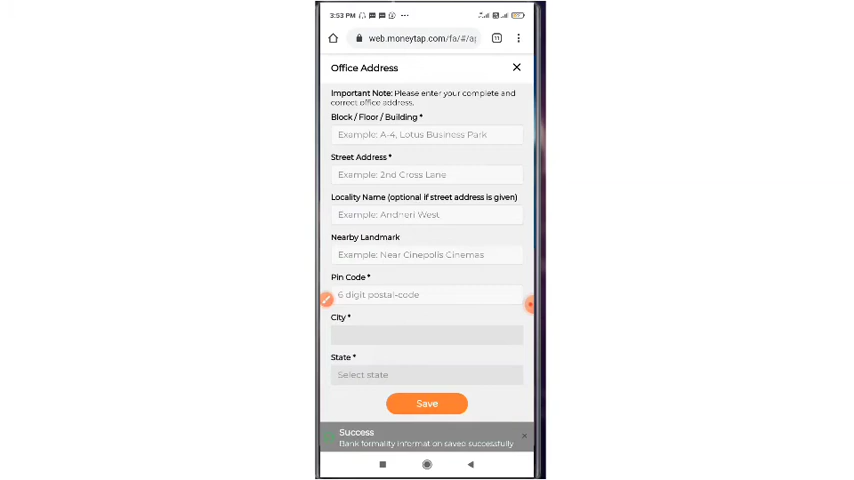 3:53 PM
web.moneytap.com/fa/#/ap
11
Office Address
Important Note: Please enter your complete and
correct office address.
Block / Floor / Building *
Example: A-4, Lotus Business Park
Street Address *
Example: 2nd Cross Lane
Locality Name (optional if street address is given)
Example: Andheri West
Nearby Landmark
Example: Near Cinepolis Cinemas
Pin Code *
6 digit postal-code
City *
State *
Select state
Save
Success
Bank formality information saved successfully